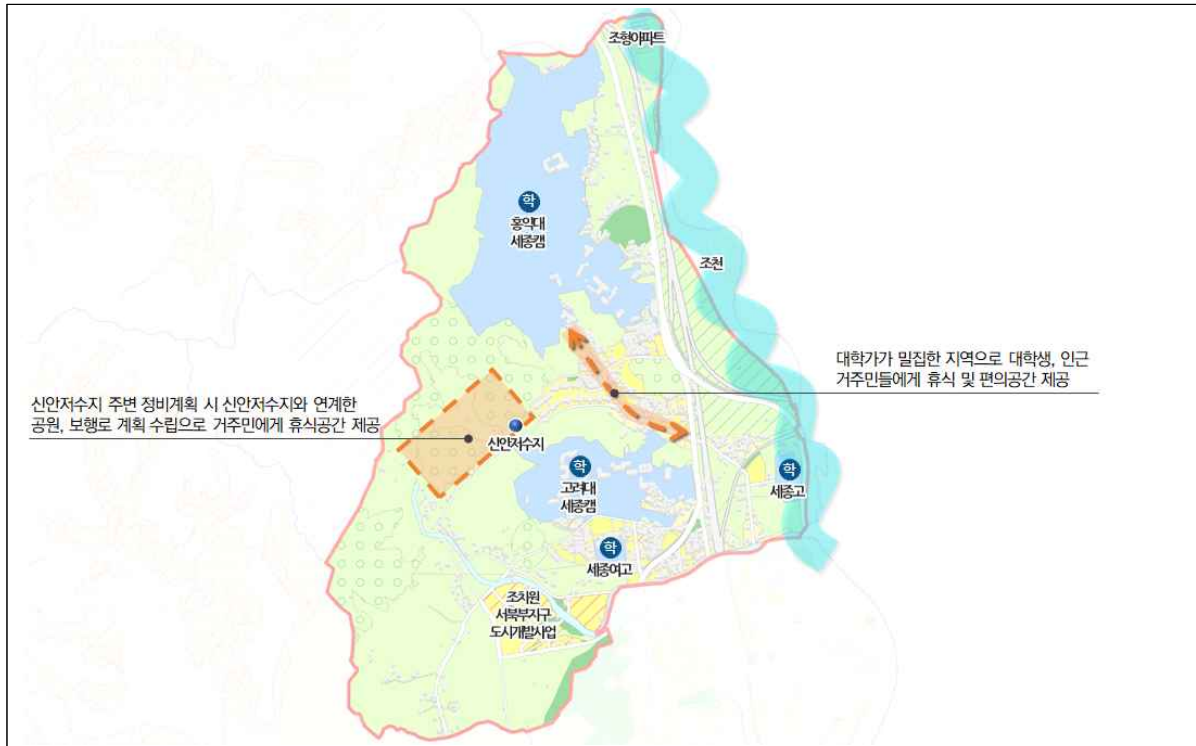 조형아파트
학
홍익대
세종캠
조천
대학가가 밀집한 지역으로 대학생, 인근
거주민들에게 휴식 및 편의공간 제공
신안저수지 주변 정비계획 시 신안저수지와 연계한
공원, 보행로 계획 수립으로 거주민에게 휴식공간 제공
신안저수지
학
고려대
세종캠
학
세종고
학
세종여고
조치원
서북부지구
도시개발사업